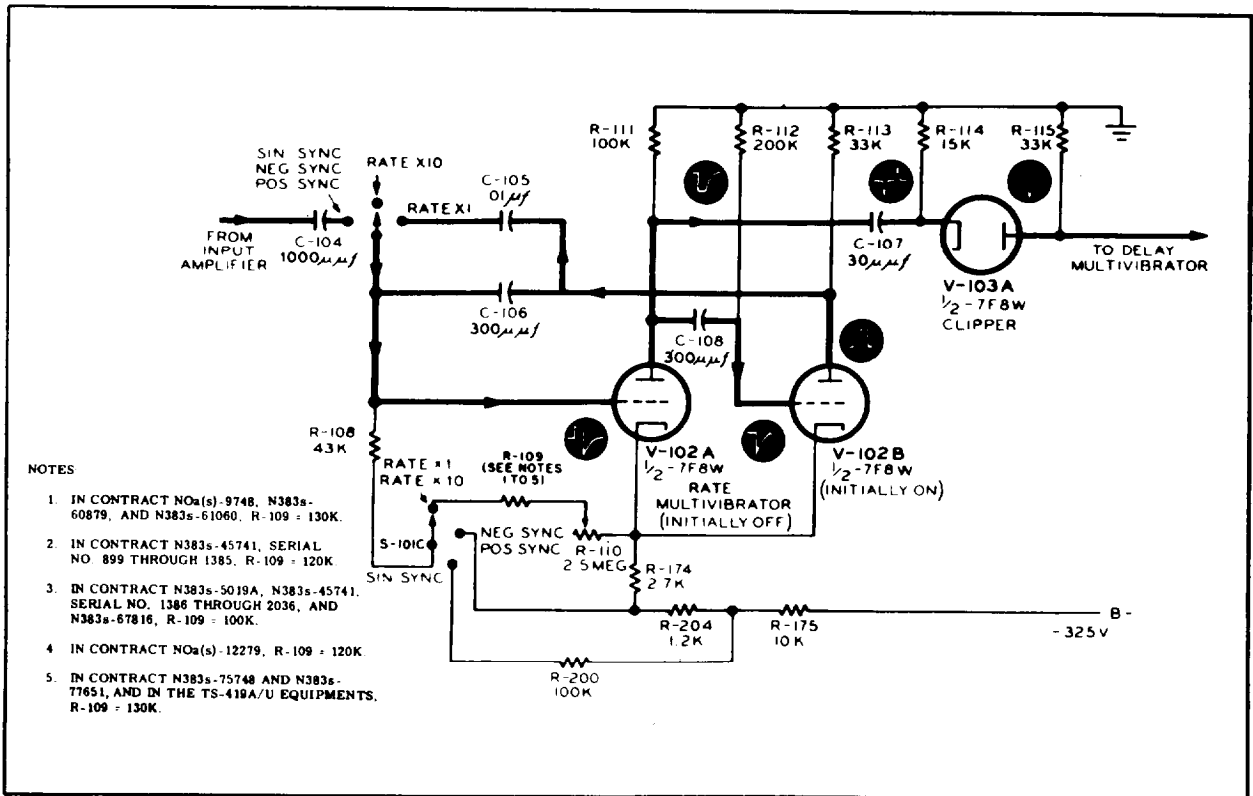 R-111
100K
R-112
200K
R-113
33K
R-114
15K
R-115
33K
SIN SYNC
NEG SYNC
POS SYNC
RATE X10
C-105
01 μf
RATE X1
FROM
INPUT
AMPLIFIER
C-104
1000μμf
C-107
30μμf
TO DELAY
MULTIVIBRATOR
V-103A
1/2-7F8W
CLIPPER
C-106
300μμf
C-108
300μμf
R-108
43K
V-102A
1/2-7F8W
RATE
MULTIVIBRATOR
(INITIALLY OFF)
V-102B
1/2-7F8W
(INITIALLY ON)
RATE x 1
RATE x 10
R-109
(SEE NOTES
1 TO 5)
NEG SYNC
POS SYNC
R-110
2 5 MEG
S-101C
SIN SYNC
R-174
2 7K
R-204
1.2K
R-175
10 K
B-
-325V
R-200
100K
NOTES
1. IN CONTRACT NOa(s)-9748, N383s-
60879, AND N383s-61060, R-109 = 130K.
2. IN CONTRACT N383s-45741, SERIAL
NO. 899 THROUGH 1385, R-109 = 120K
3. IN CONTRACT N383s-5019A, N383s-45741,
SERIAL NO. 1386 THROUGH 2036, AND
N383s-67816, R-109 = 100K.
4 IN CONTRACT NOa(s)-12279, R-109 = 120K
5. IN CONTRACT N383s-75748 AND N383s-
77651, AND IN THE TS-419A/U EQUIPMENTS,
R-109 = 130K.